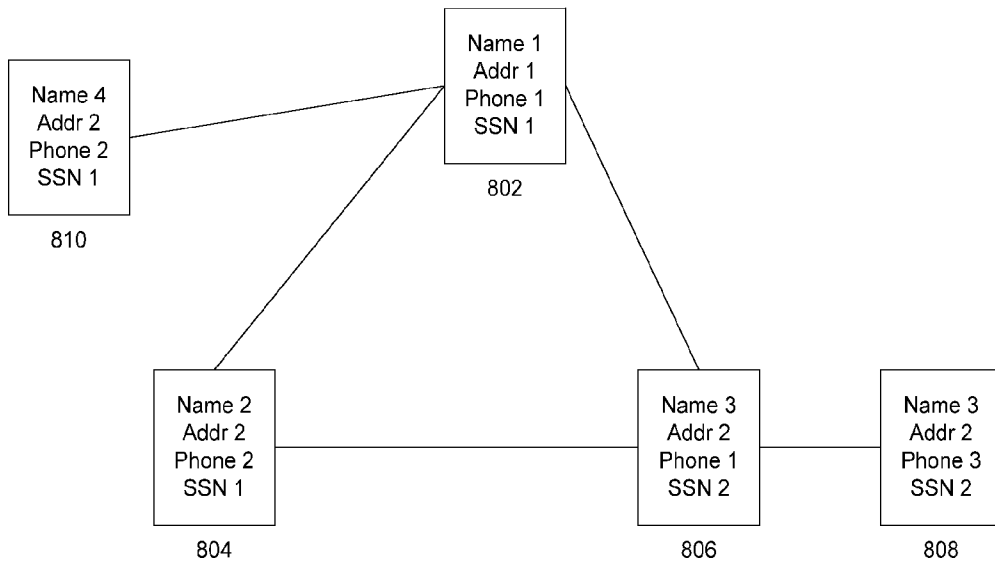 Name 1
Addr 1
Phone 1
SSN 1
802
Name 4
Addr 2
Phone 2
SSN 1
810
Name 2
Addr 2
Phone 2
SSN 1
804
Name 3
Addr 2
Phone 1
SSN 2
806
Name 3
Addr 2
Phone 3
SSN 2
808